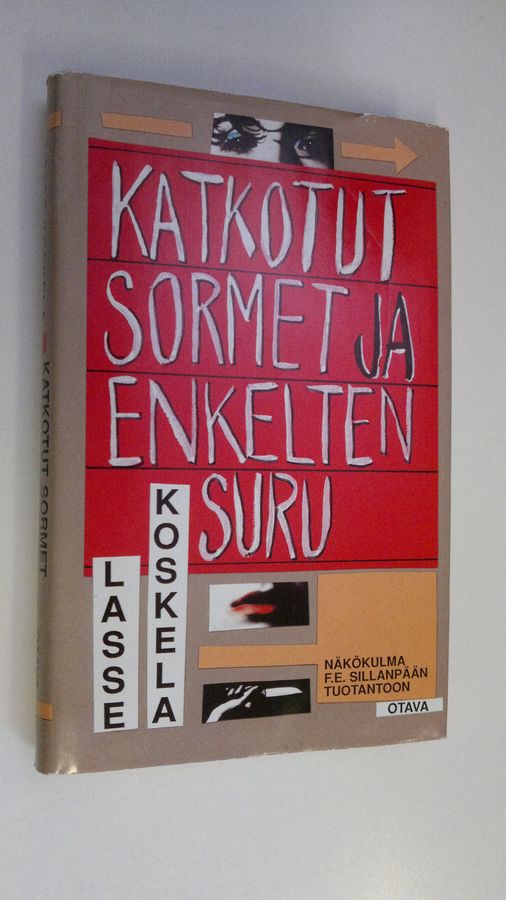 KATKOTUT
SORMET JA
ENKELTEN
SURU
LASSE
KOSKELA
NÄKÖKULMA
F.E. SILLANPÄÄN
TUOTANTOON
OTAVA
KATKOTUT SORMET